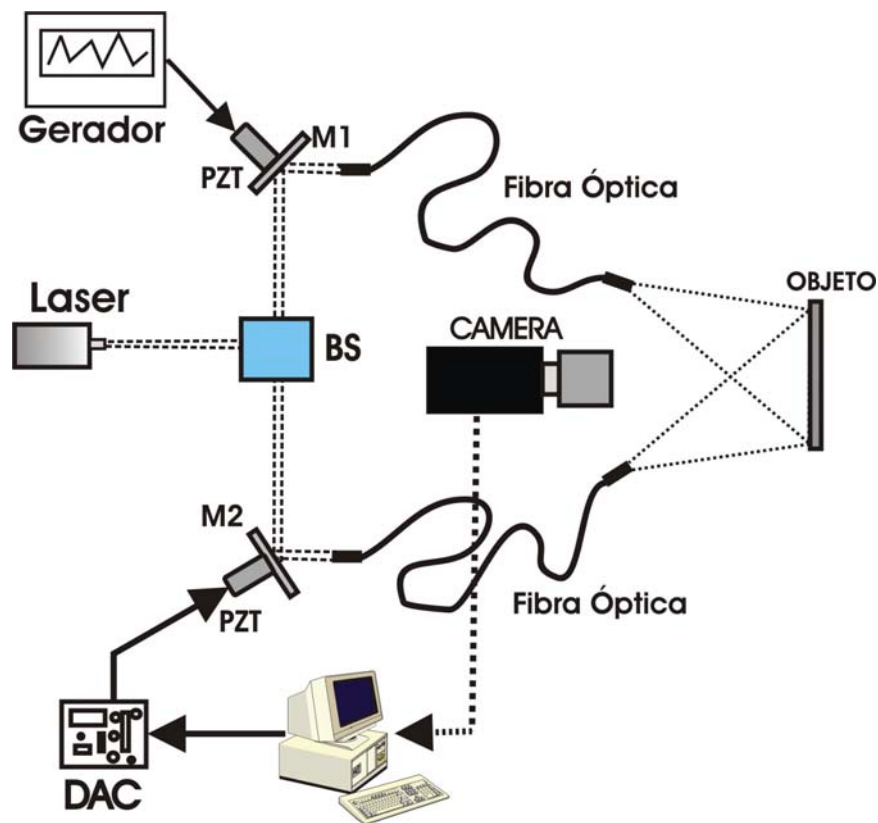 Gerador
M1
PZT
Fibra Óptica
Laser
BS
CAMERA
OBJETO
M2
PZT
Fibra Óptica
DAC